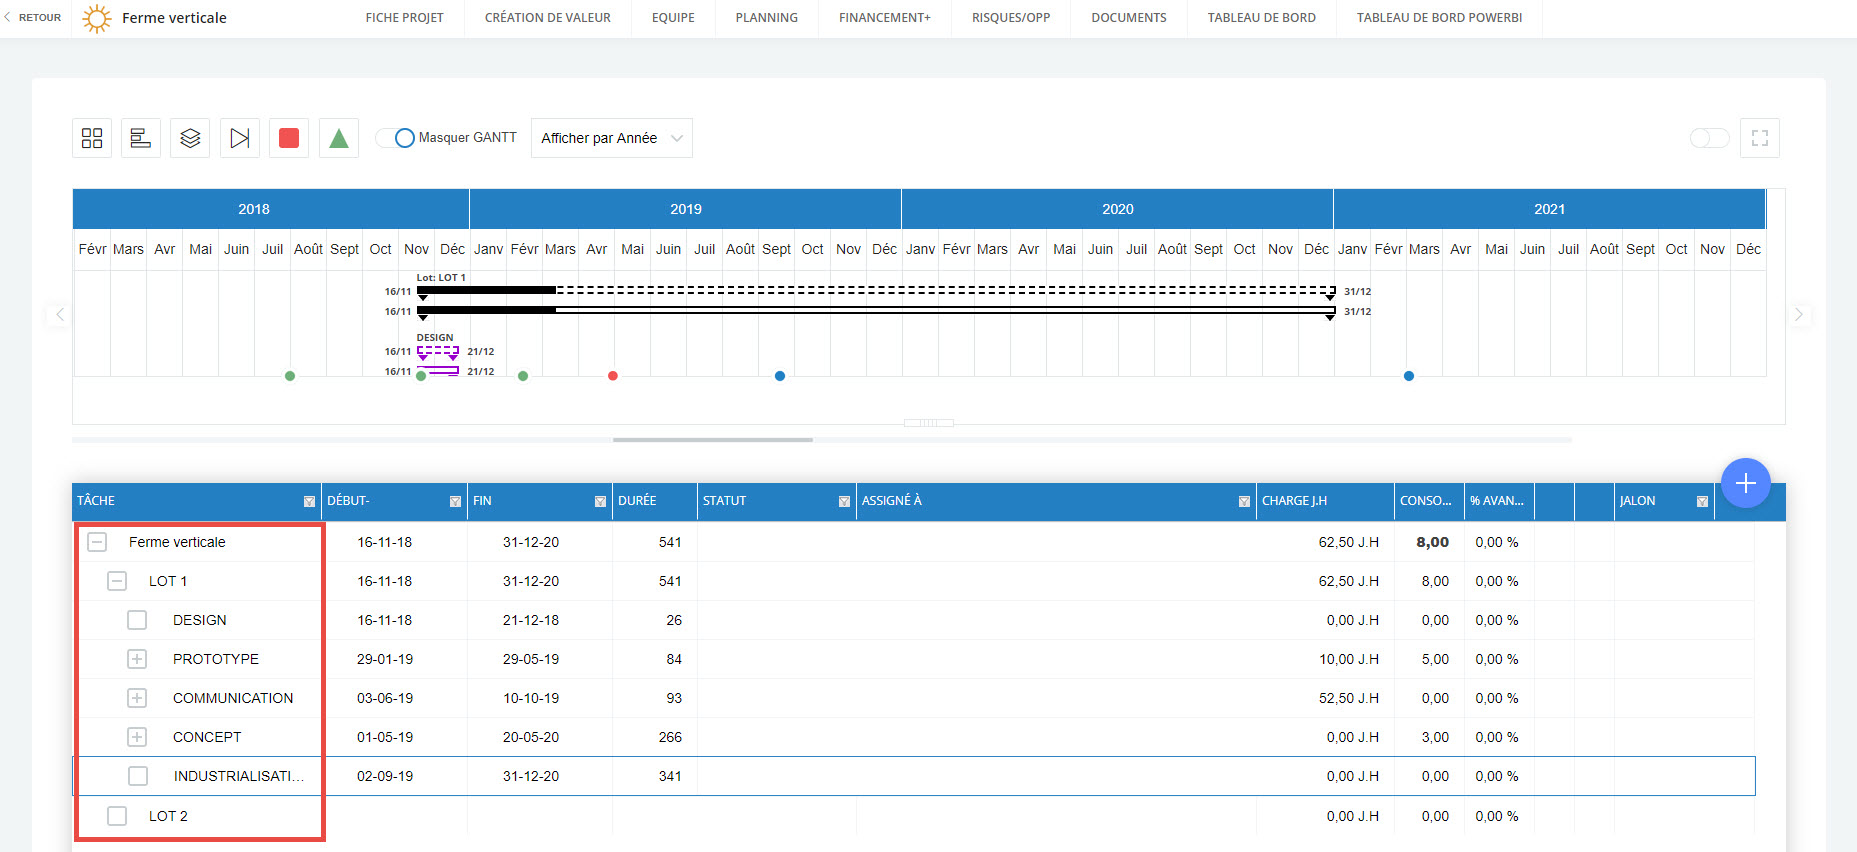 RETOUR Ferme verticale FICHE PROJET CRÉATION DE VALEUR EQUIPE PLANNING FINANCEMENT+ RISQUES/OPP DOCUMENTS TABLEAU DE BORD TABLEAU DE BORD POWERBI
Masquer GANTT Afficher par Année
2018 2019 2020 2021
Févr Mars Avr Mai Juin Juil Août Sept Oct Nov Déc Janv Févr Mars Avr Mai Juin Juil Août Sept Oct Nov Déc Janv Févr Mars Avr Mai Juin Juil Août Sept Oct Nov Déc Janv Févr Mars Avr Mai Juin Juil Août Sept Oct Nov Déc
Lot: LOT 1
16/11 31/12
16/11 31/12
DESIGN
16/11 21/12
16/11 21/12
TÂCHE DÉBUT- FIN DURÉE STATUT ASSIGNÉ À CHARGE J.H CONSO... % AVAN... JALON
Ferme verticale 16-11-18 31-12-20 541 62,50 J.H 8,00 0,00 %
LOT 1 16-11-18 31-12-20 541 62,50 J.H 8,00 0,00 %
DESIGN 16-11-18 21-12-18 26 0,00 J.H 0,00 0,00 %
PROTOTYPE 29-01-19 29-05-19 84 10,00 J.H 5,00 0,00 %
COMMUNICATION 03-06-19 10-10-19 93 52,50 J.H 0,00 0,00 %
CONCEPT 01-05-19 20-05-20 266 0,00 J.H 3,00 0,00 %
INDUSTRIALISATI... 02-09-19 31-12-20 341 0,00 J.H 0,00 0,00 %
LOT 2 0,00 J.H 0,00 0,00 %